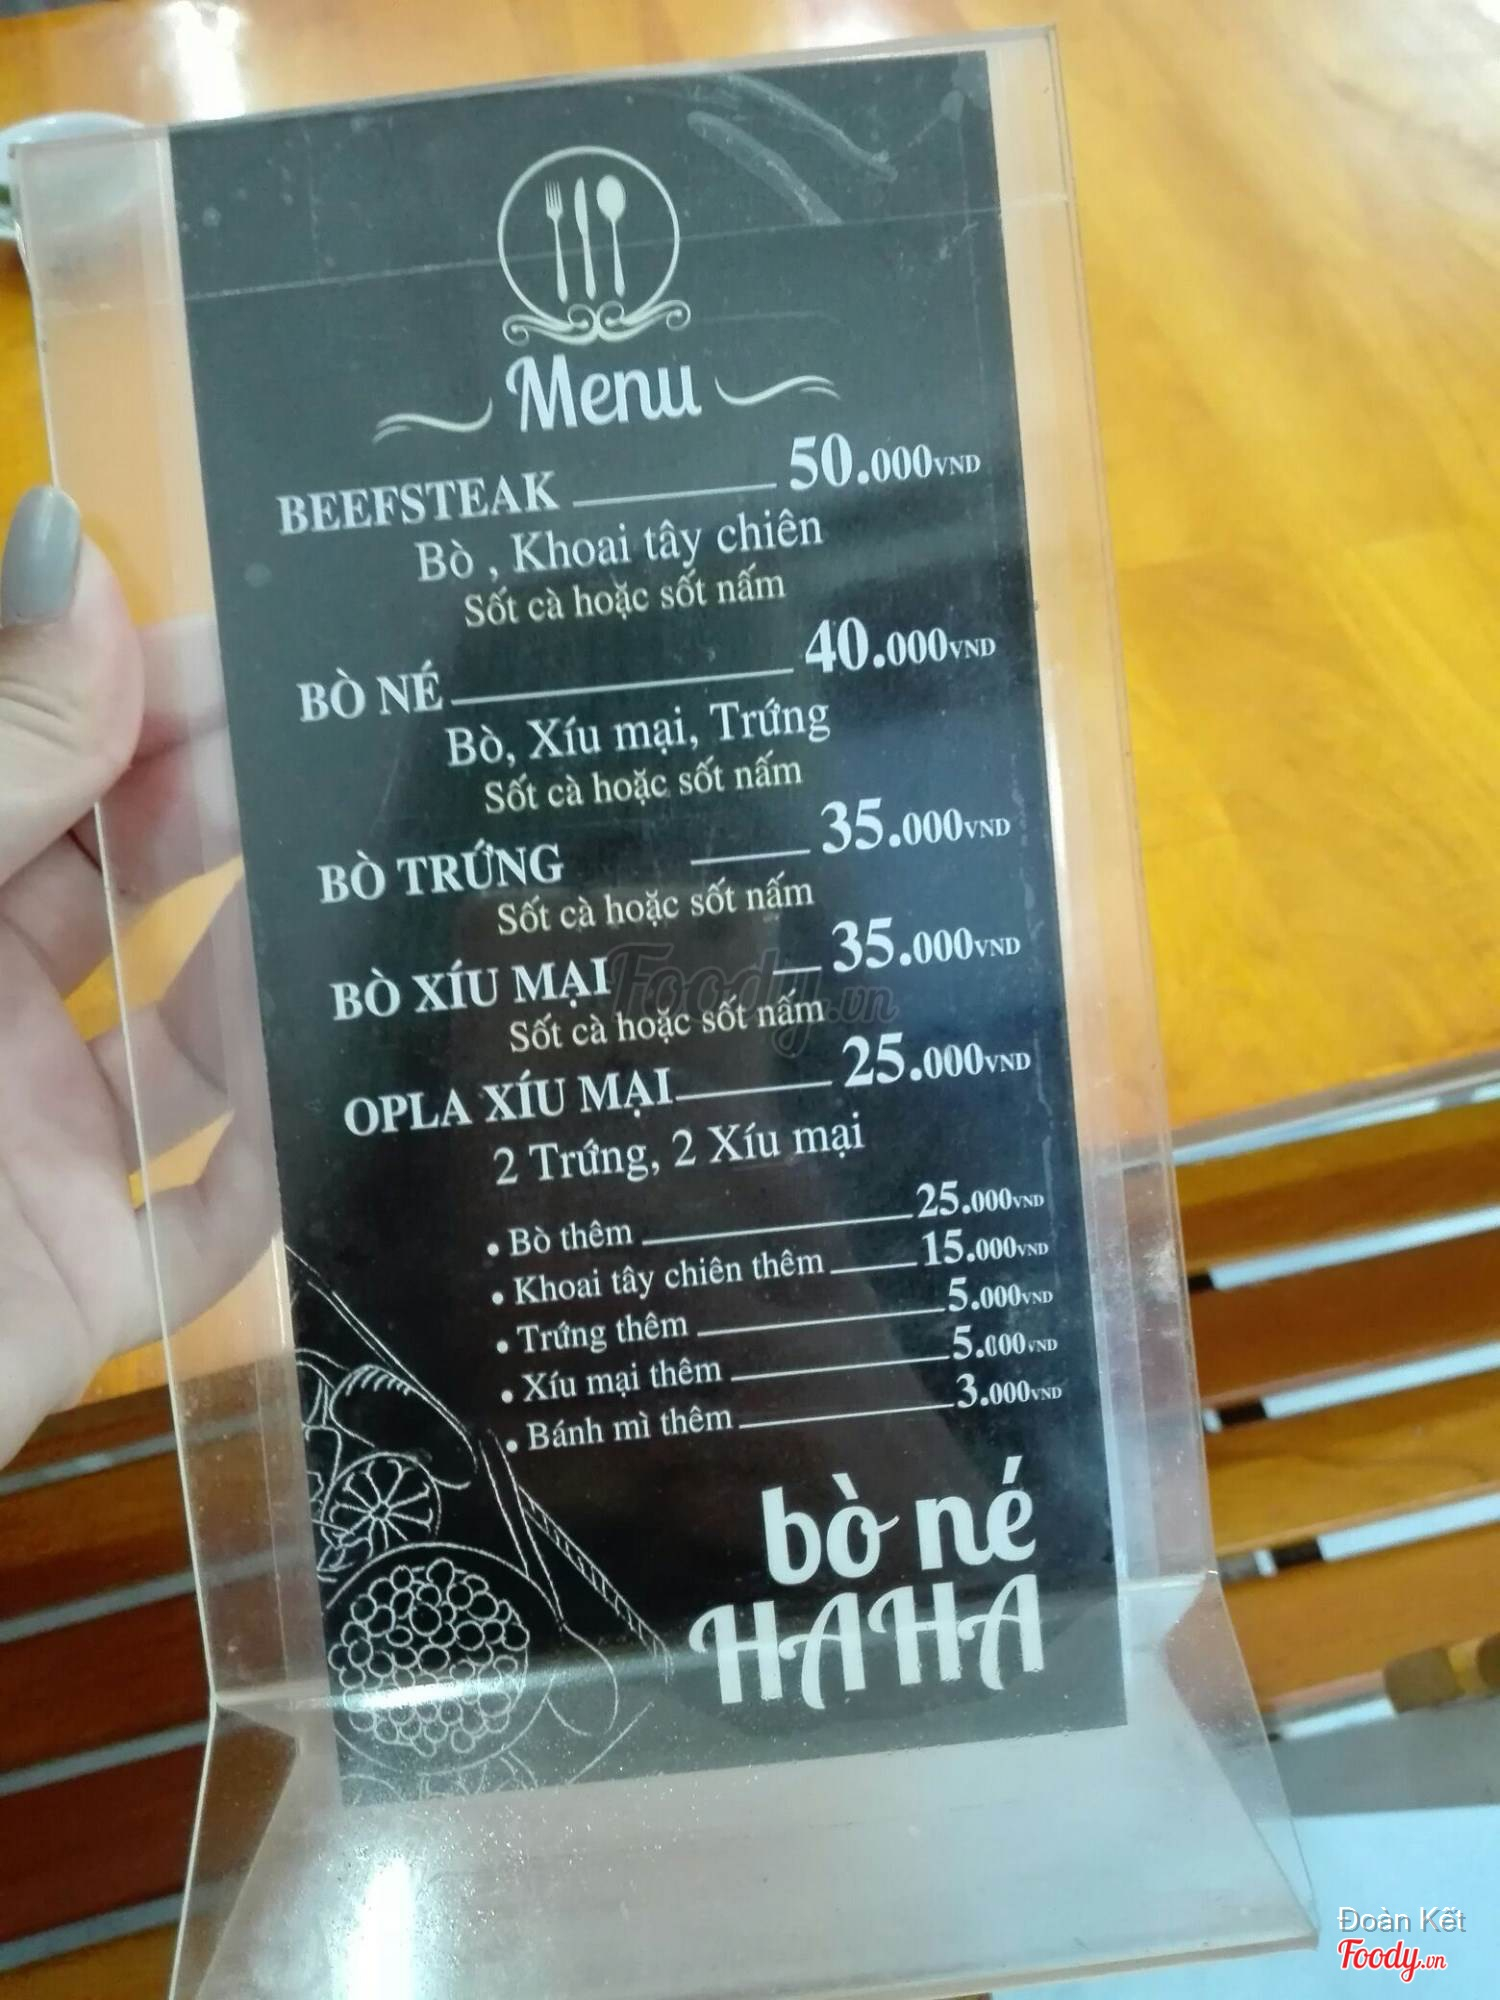 Menu
BEEFSTEAK 50.000VND
Bò , Khoai tây chiên
Sốt cà hoặc sốt nấm
BÒ NÉ 40.000VND
Bò, Xíu mại, Trứng
Sốt cà hoặc sốt nấm
BÒ TRỨNG 35.000VND
Sốt cà hoặc sốt nấm
BÒ XÍU MẠI 35.000VND
Sốt cà hoặc sốt nấm
OPLA XÍU MẠI 25.000VND
2 Trứng, 2 Xíu mại
• Bò thêm 25.000VND
• Khoai tây chiên thêm 15.000VND
• Trứng thêm 5.000VND
• Xíu mại thêm 5.000VND
• Bánh mì thêm 3.000VND
bò né
HAHA
Foody.vn
Đoàn Kết
Foody.vn